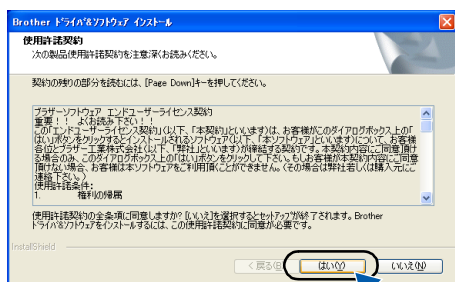 Brother ドライバ&ソフトウェア インストール
使用許諾契約
次の製品使用許諾契約を注意深くお読みください。
契約の残りの部分を読むには、[Page Down]キーを押してください。
ブラザーソフトウェア エンドユーザーライセンス契約
重要！！ よくお読み下さい！！
この「エンドユーザーライセンス契約」(以下、「本契約」といいます)は、お客様がこのダイアログボックス上の「
はい」ボタンをクリックするとインストールされるソフトウェア(以下、「本ソフトウェア」といいます)について、お客様
各位とブラザー工業株式会社(以下、「弊社」といいます)が締結する契約です。本契約内容にご同意頂け
る場合のみ、このダイアログボックス上の「はい」ボタンをクリックして下さい。もしお客様が本契約内容にご同意
頂けない場合、お客様は本ソフトウェアをご利用頂くことができません。(その場合は弊社若しくは購入元にご
連絡下さい。)
使用許諾条件:
1. 権利の帰属
使用許諾契約の全条項に同意しますか? [いいえ]を選択するとセットアップが終了されます。Brother
ドライバ&ソフトウェアをインストールするには、この使用許諾契約に同意が必要です。
InstallShield
< 戻る(B)
はい(Y)
いいえ(N)